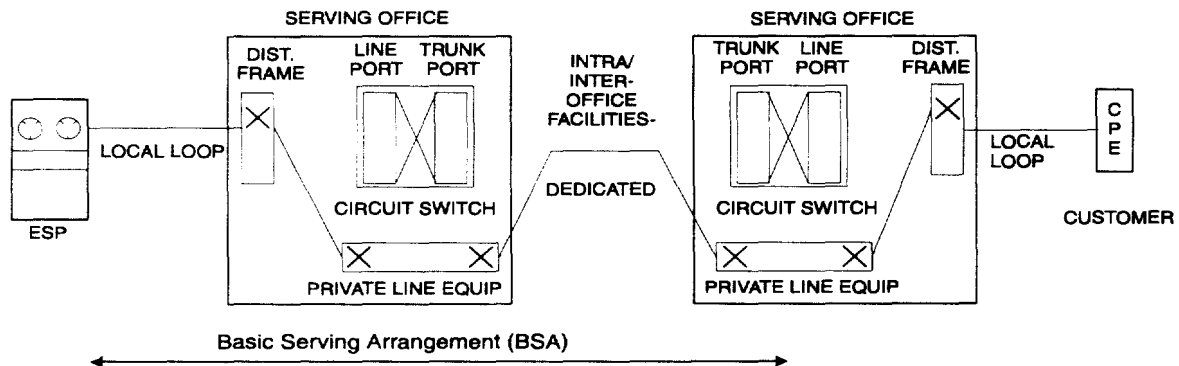 SERVING OFFICE
DIST.
FRAME
LINE
PORT
TRUNK
PORT
CIRCUIT SWITCH
PRIVATE LINE EQUIP
ESP
LOCAL LOOP
INTRA/
INTER-
OFFICE
FACILITIES-
DEDICATED
SERVING OFFICE
TRUNK
PORT
LINE
PORT
DIST.
FRAME
CIRCUIT SWITCH
PRIVATE LINE EQUIP
LOCAL
LOOP
C
P
E
CUSTOMER
Basic Serving Arrangement (BSA)